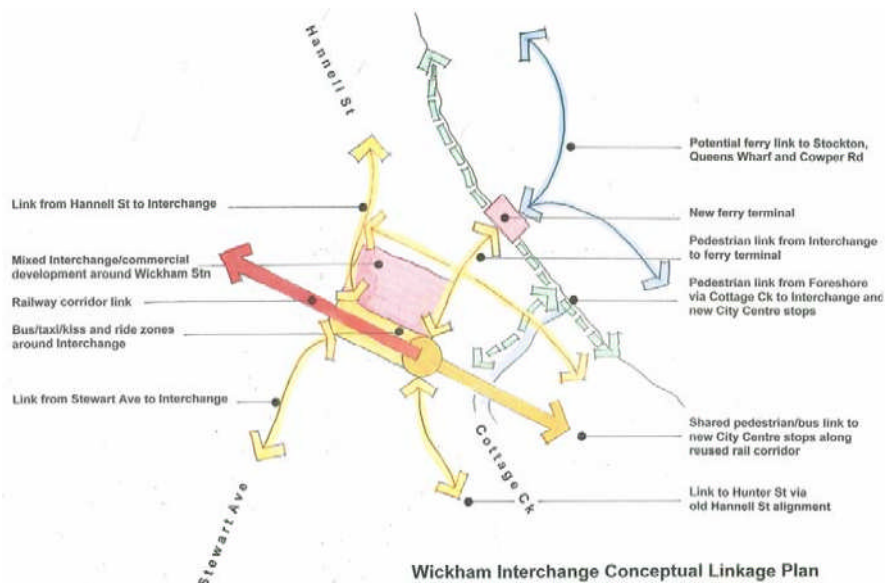 Hannell St
Potential ferry link to Stockton,
Queens Wharf and Cowper Rd
Link from Hannell St to Interchange
New ferry terminal
Mixed Interchange/commercial
development around Wickham Stn
Pedestrian link from Interchange
to ferry terminal
Railway corridor link
Pedestrian link from Foreshore
via Cottage Ck to Interchange and
new City Centre stops
Bus/taxi/kiss and ride zones
around Interchange
Link from Stewart Ave to Interchange
Shared pedestrian/bus link to
new City Centre stops along
reused rail corridor
Cottage Ck
Link to Hunter St via
old Hannell St alignment
Stewart Ave
Wickham Interchange Conceptual Linkage Plan